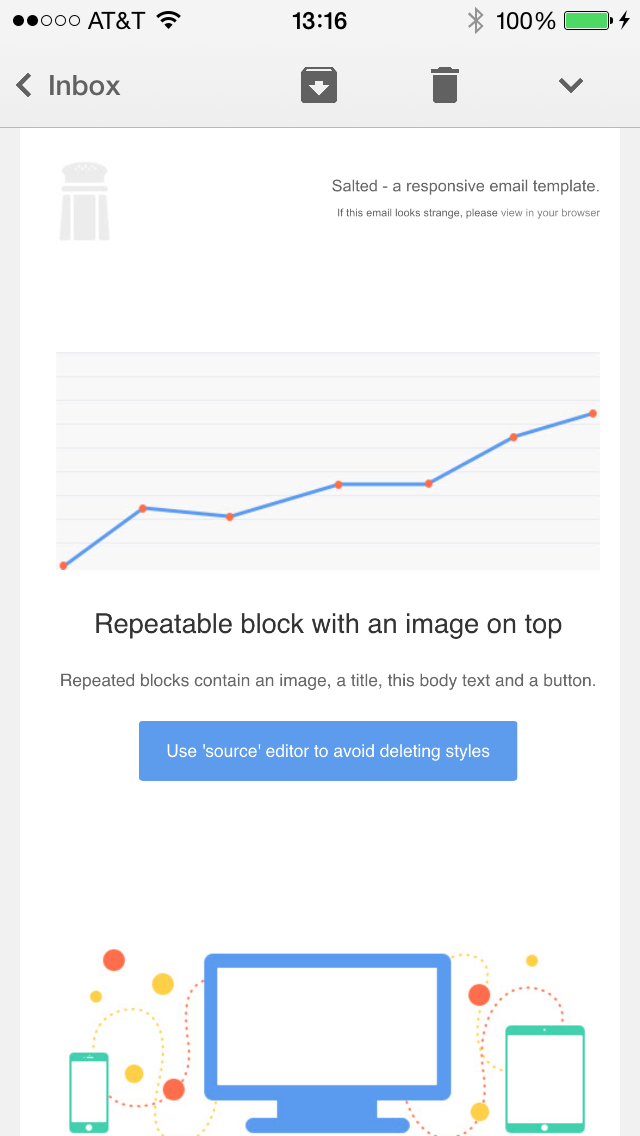 AT&T 13:16 100%
Inbox
Salted - a responsive email template.
If this email looks strange, please view in your browser
Repeatable block with an image on top
Repeated blocks contain an image, a title, this body text and a button.
Use 'source' editor to avoid deleting styles